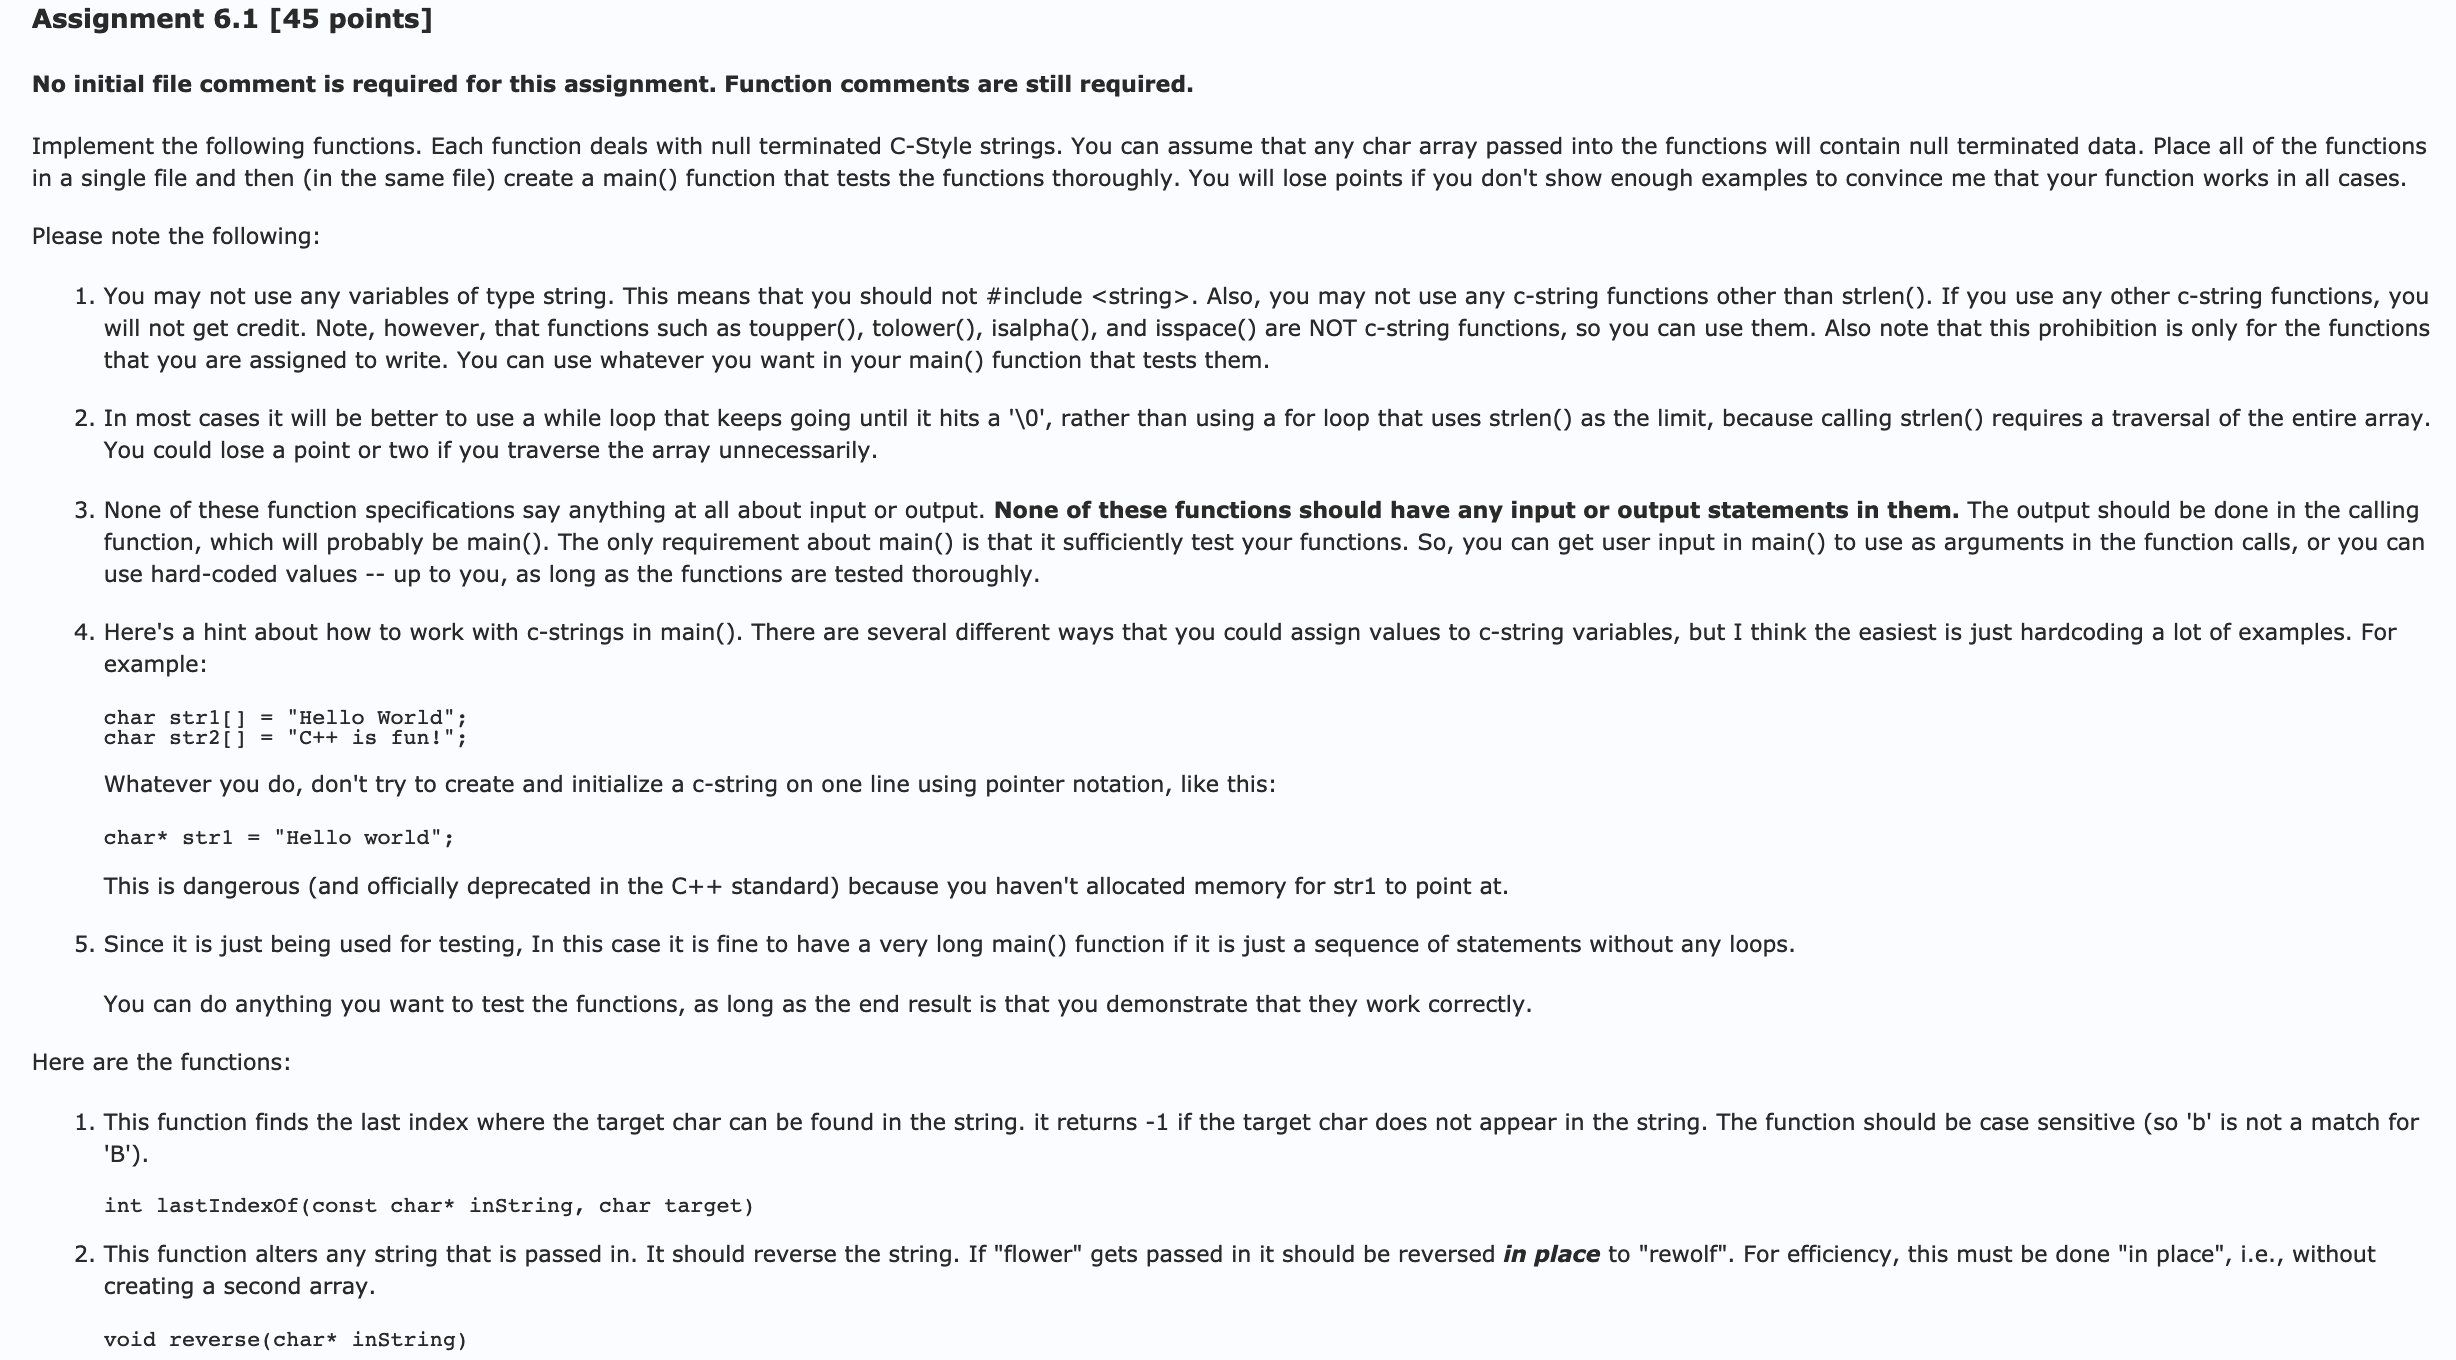 Assignment 6.1 [45 points]
No initial file comment is required for this assignment. Function comments are still required.
Implement the following functions. Each function deals with null terminated C-Style strings. You can assume that any char array passed into the functions will contain null terminated data. Place all of the functions
in a single file and then (in the same file) create a main() function that tests the functions thoroughly. You will lose points if you don't show enough examples to convince me that your function works in all cases.
Please note the following:
1. You may not use any variables of type string. This means that you should not #include <string>. Also, you may not use any c-string functions other than strlen(). If you use any other c-string functions, you
will not get credit. Note, however, that functions such as toupper(), tolower(), isalpha(), and isspace() are NOT c-string functions, so you can use them. Also note that this prohibition is only for the functions
that you are assigned to write. You can use whatever you want in your main() function that tests them.
2. In most cases it will be better to use a while loop that keeps going until it hits a '\0', rather than using a for loop that uses strlen() as the limit, because calling strlen() requires a traversal of the entire array.
You could lose a point or two if you traverse the array unnecessarily.
3. None of these function specifications say anything at all about input or output. None of these functions should have any input or output statements in them. The output should be done in the calling
function, which will probably be main(). The only requirement about main() is that it sufficiently test your functions. So, you can get user input in main() to use as arguments in the function calls, or you can
use hard-coded values -- up to you, as long as the functions are tested thoroughly.
4. Here's a hint about how to work with c-strings in main(). There are several different ways that you could assign values to c-string variables, but I think the easiest is just hardcoding a lot of examples. For
example:
char str1[] = "Hello World";
char str2[] = "C++ is fun!";
Whatever you do, don't try to create and initialize a c-string on one line using pointer notation, like this:
char* str1 = "Hello world";
This is dangerous (and officially deprecated in the C++ standard) because you haven't allocated memory for str1 to point at.
5. Since it is just being used for testing, In this case it is fine to have a very long main() function if it is just a sequence of statements without any loops.
You can do anything you want to test the functions, as long as the end result is that you demonstrate that they work correctly.
Here are the functions:
1. This function finds the last index where the target char can be found in the string. it returns -1 if the target char does not appear in the string. The function should be case sensitive (so 'b' is not a match for
'B').
int lastIndexOf(const char* inString, char target)
2. This function alters any string that is passed in. It should reverse the string. If "flower" gets passed in it should be reversed in place to "rewolf". For efficiency, this must be done "in place", i.e., without
creating a second array.
void reverse(char* inString)